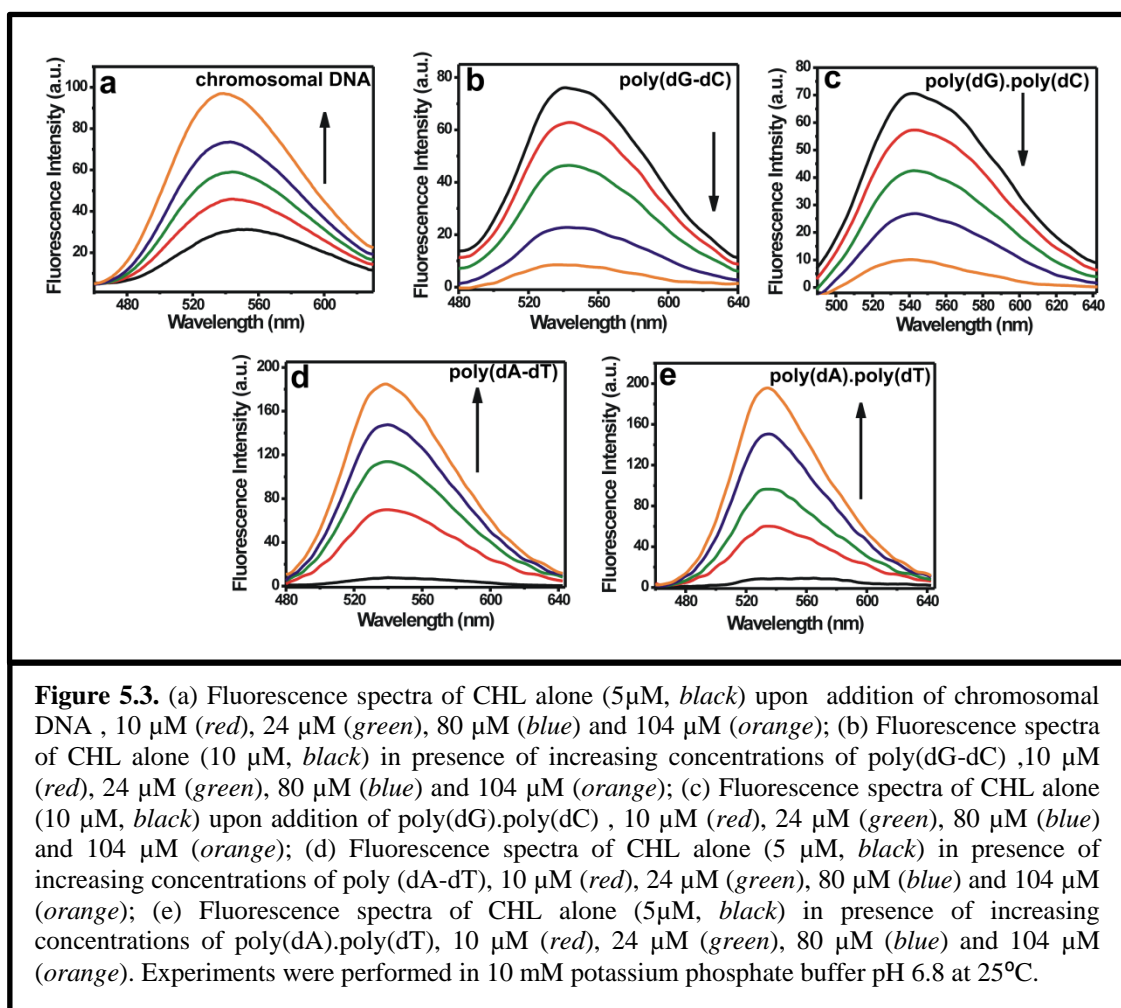 a
chromosomal DNA
Fluorescence Intensity (a.u.)
100
80
60
40
20
480 520 560 600
Wavelength (nm)
b
poly(dG-dC)
Fluorescence Intensity (a.u.)
80
60
40
20
0
480 520 560 600 640
Wavelength (nm)
c
poly(dG).poly(dC)
Fluorescence Intnsity (a.u.)
80
70
60
50
40
30
20
10
0
500 520 540 560 580 600 620 640
Wavelength (nm)
d
poly(dA-dT)
Fluorescence Intensity (a.u.)
200
160
120
80
40
0
480 520 560 600 640
Wavelength (nm)
e
poly(dA).poly(dT)
Fluorescence Intensity (a.u.)
200
160
120
80
40
0
480 520 560 600 640
Wavelength (nm)
Figure 5.3. (a) Fluorescence spectra of CHL alone (5µM, black) upon addition of chromosomal
DNA , 10 µM (red), 24 µM (green), 80 µM (blue) and 104 µM (orange); (b) Fluorescence spectra
of CHL alone (10 µM, black) in presence of increasing concentrations of poly(dG-dC) ,10 µM
(red), 24 µM (green), 80 µM (blue) and 104 µM (orange); (c) Fluorescence spectra of CHL alone
(10 µM, black) upon addition of poly(dG).poly(dC) , 10 µM (red), 24 µM (green), 80 µM (blue)
and 104 µM (orange); (d) Fluorescence spectra of CHL alone (5 µM, black) in presence of
increasing concentrations of poly (dA-dT), 10 µM (red), 24 µM (green), 80 µM (blue) and 104 µM
(orange); (e) Fluorescence spectra of CHL alone (5µM, black) in presence of increasing
concentrations of poly(dA).poly(dT), 10 µM (red), 24 µM (green), 80 µM (blue) and 104 µM
(orange). Experiments were performed in 10 mM potassium phosphate buffer pH 6.8 at 25⁰C.